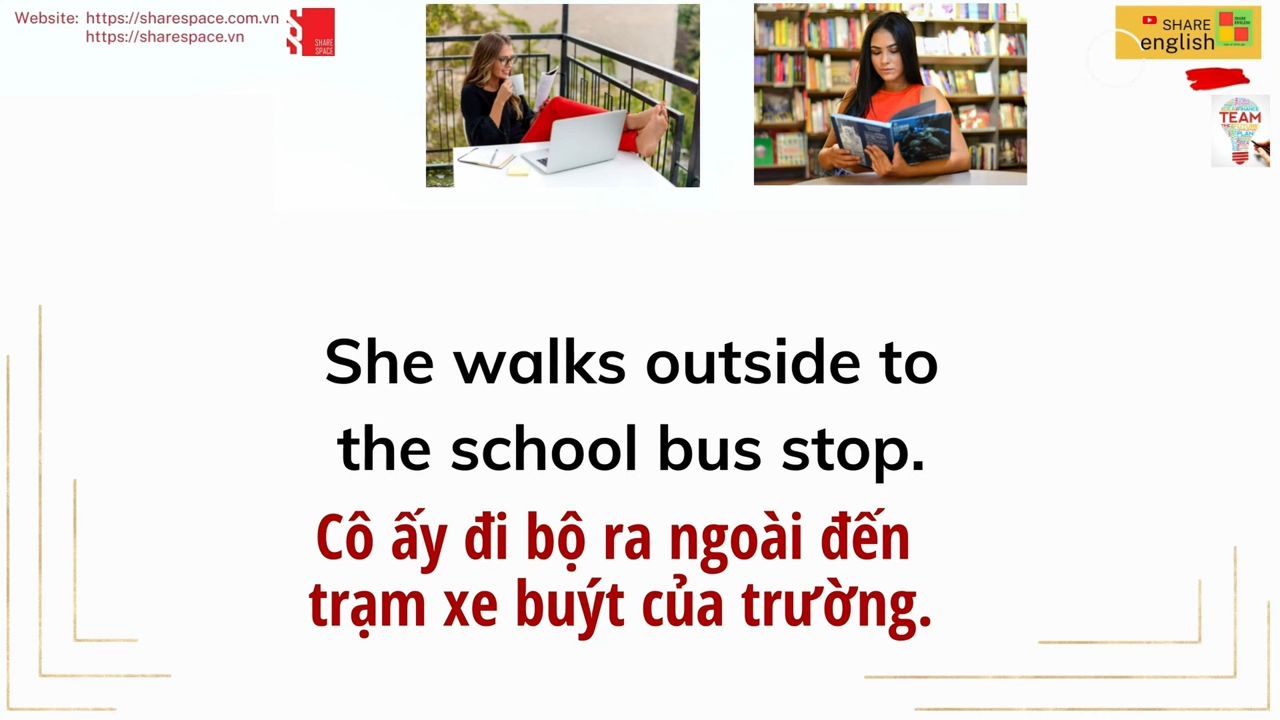 Website: https://sharespace.com.vn
https://sharespace.vn
SHARE
SPACE
SHARE
english
TEAM
PLAN
She walks outside to
the school bus stop.
Cô ấy đi bộ ra ngoài đến
trạm xe buýt của trường.